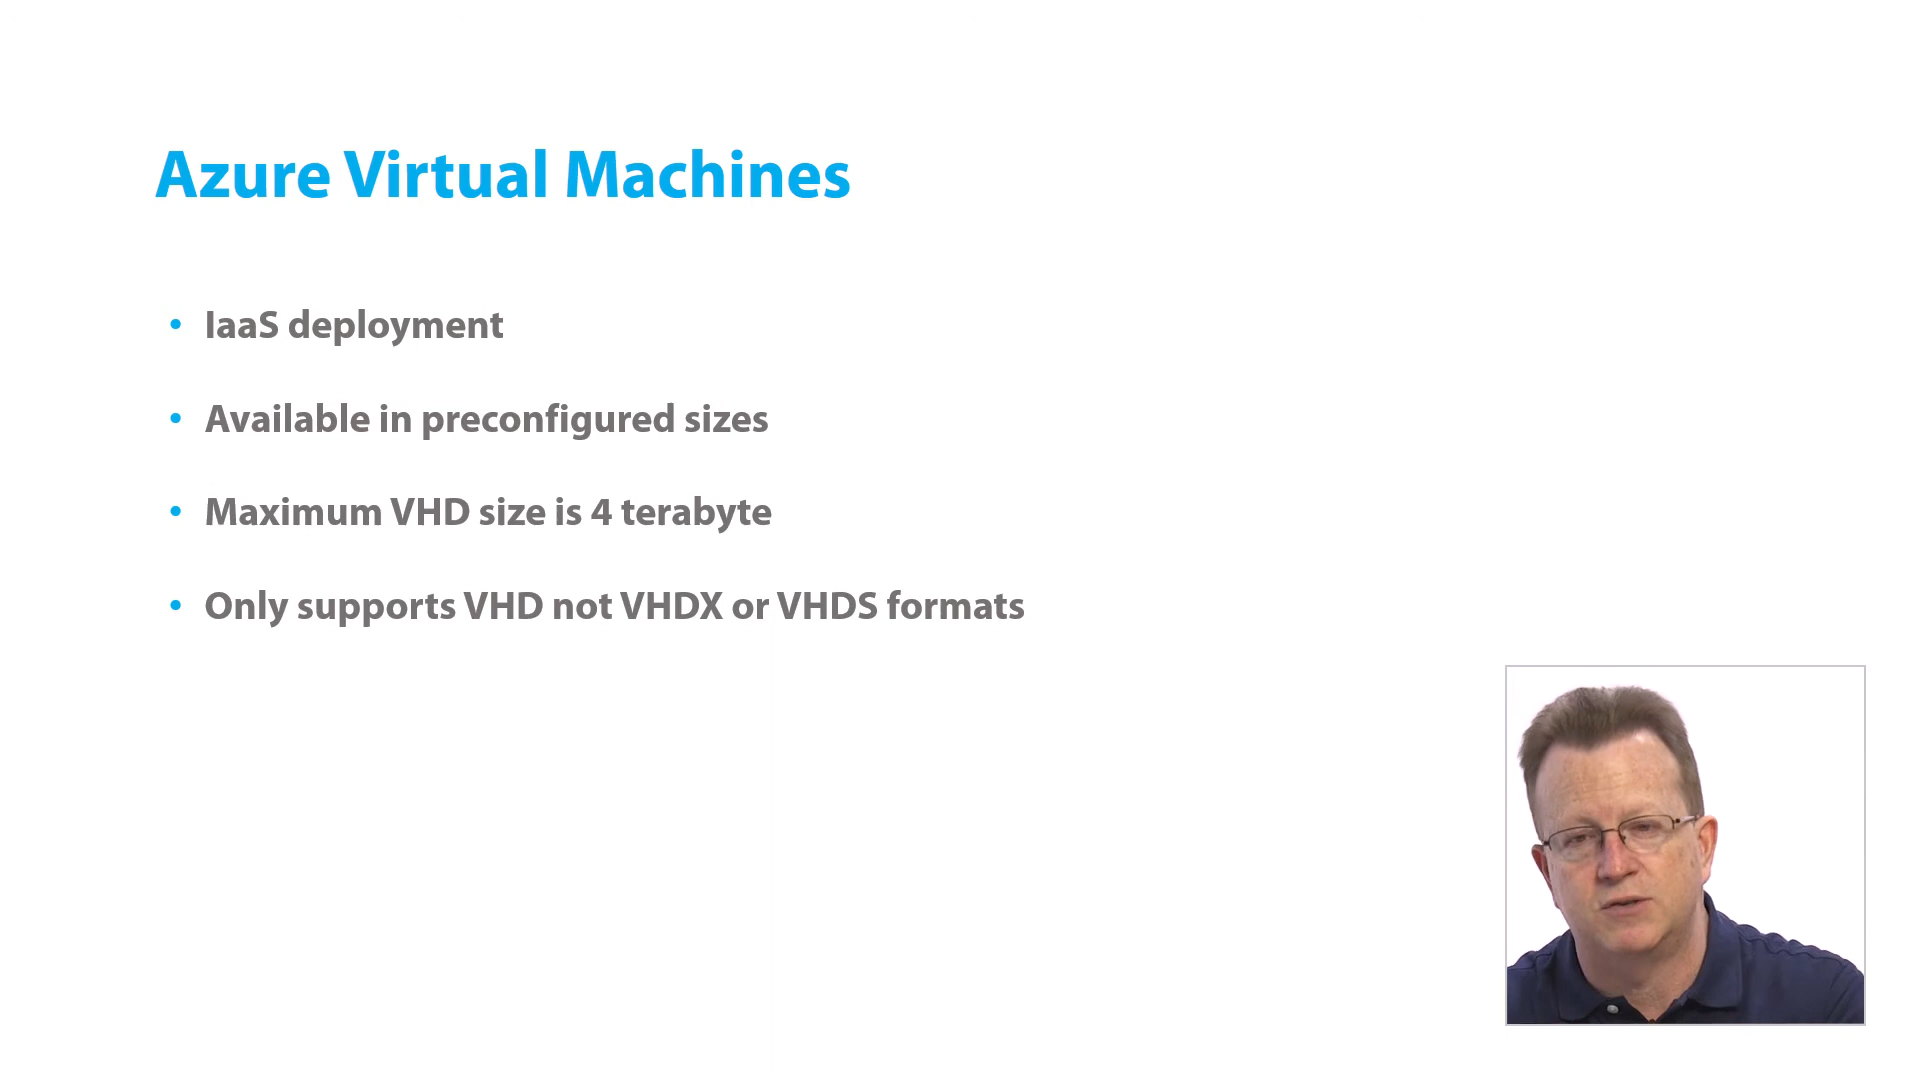 Azure Virtual Machines
• IaaS deployment
• Available in preconfigured sizes
• Maximum VHD size is 4 terabyte
• Only supports VHD not VHDX or VHDS formats